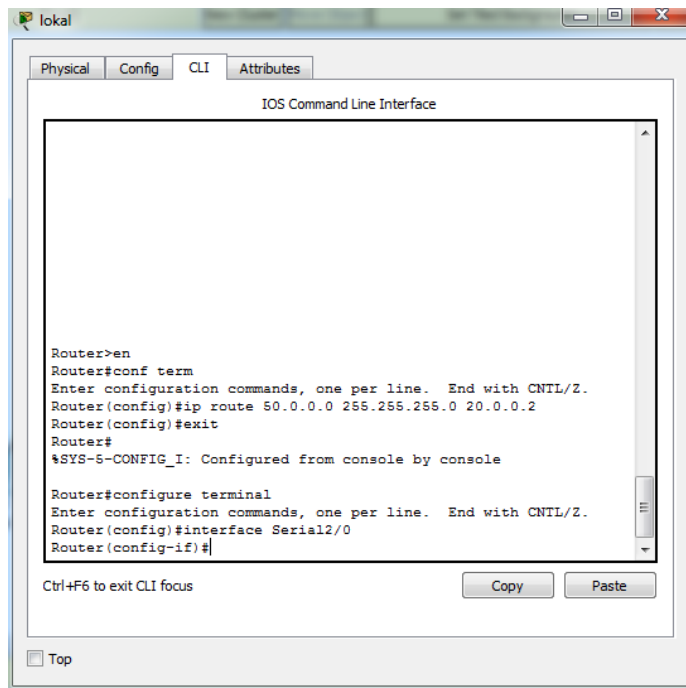 lokal
Physical Config CLI Attributes
IOS Command Line Interface
Router>en
Router#conf term
Enter configuration commands, one per line.  End with CNTL/Z.
Router(config)#ip route 50.0.0.0 255.255.255.0 20.0.0.2
Router(config)#exit
Router#
%SYS-5-CONFIG_I: Configured from console by console
Router#configure terminal
Enter configuration commands, one per line.  End with CNTL/Z.
Router(config)#interface Serial2/0
Router(config-if)#
Ctrl+F6 to exit CLI focus
Copy Paste
Top